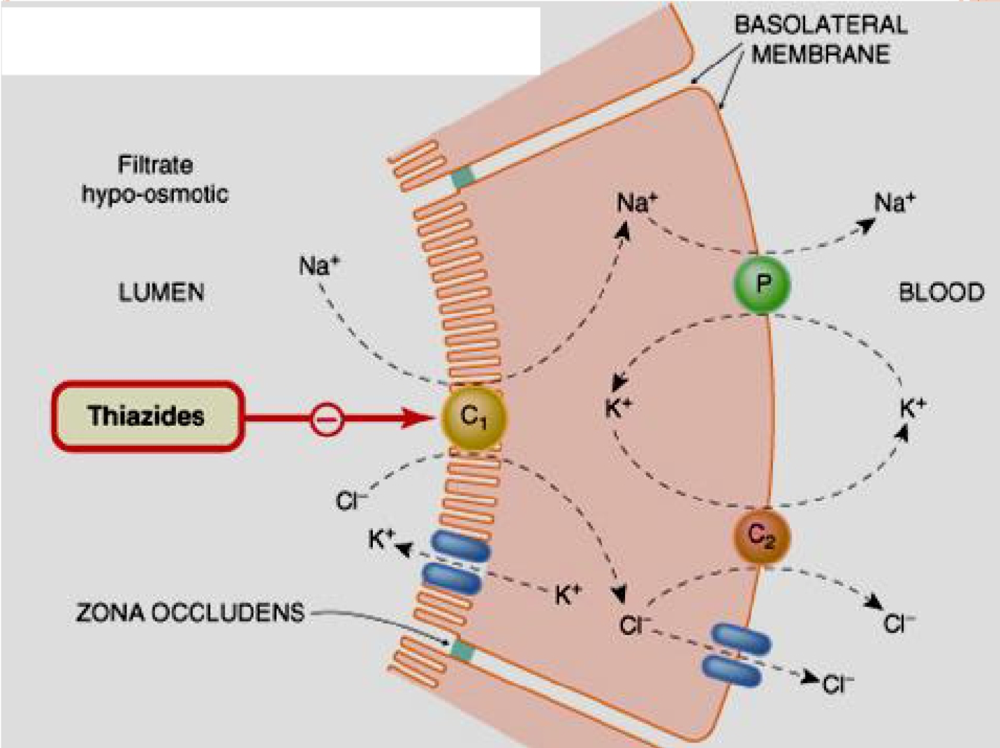 BASOLATERAL
MEMBRANE
Filtrate
hypo-osmotic
Na⁺
Na⁺
Na⁺
LUMEN
P
BLOOD
Thiazides
−
C₁
K⁺
K⁺
Cl⁻
K⁺
C₂
K⁺
ZONA OCCLUDENS
Cl⁻
Cl⁻
Cl⁻